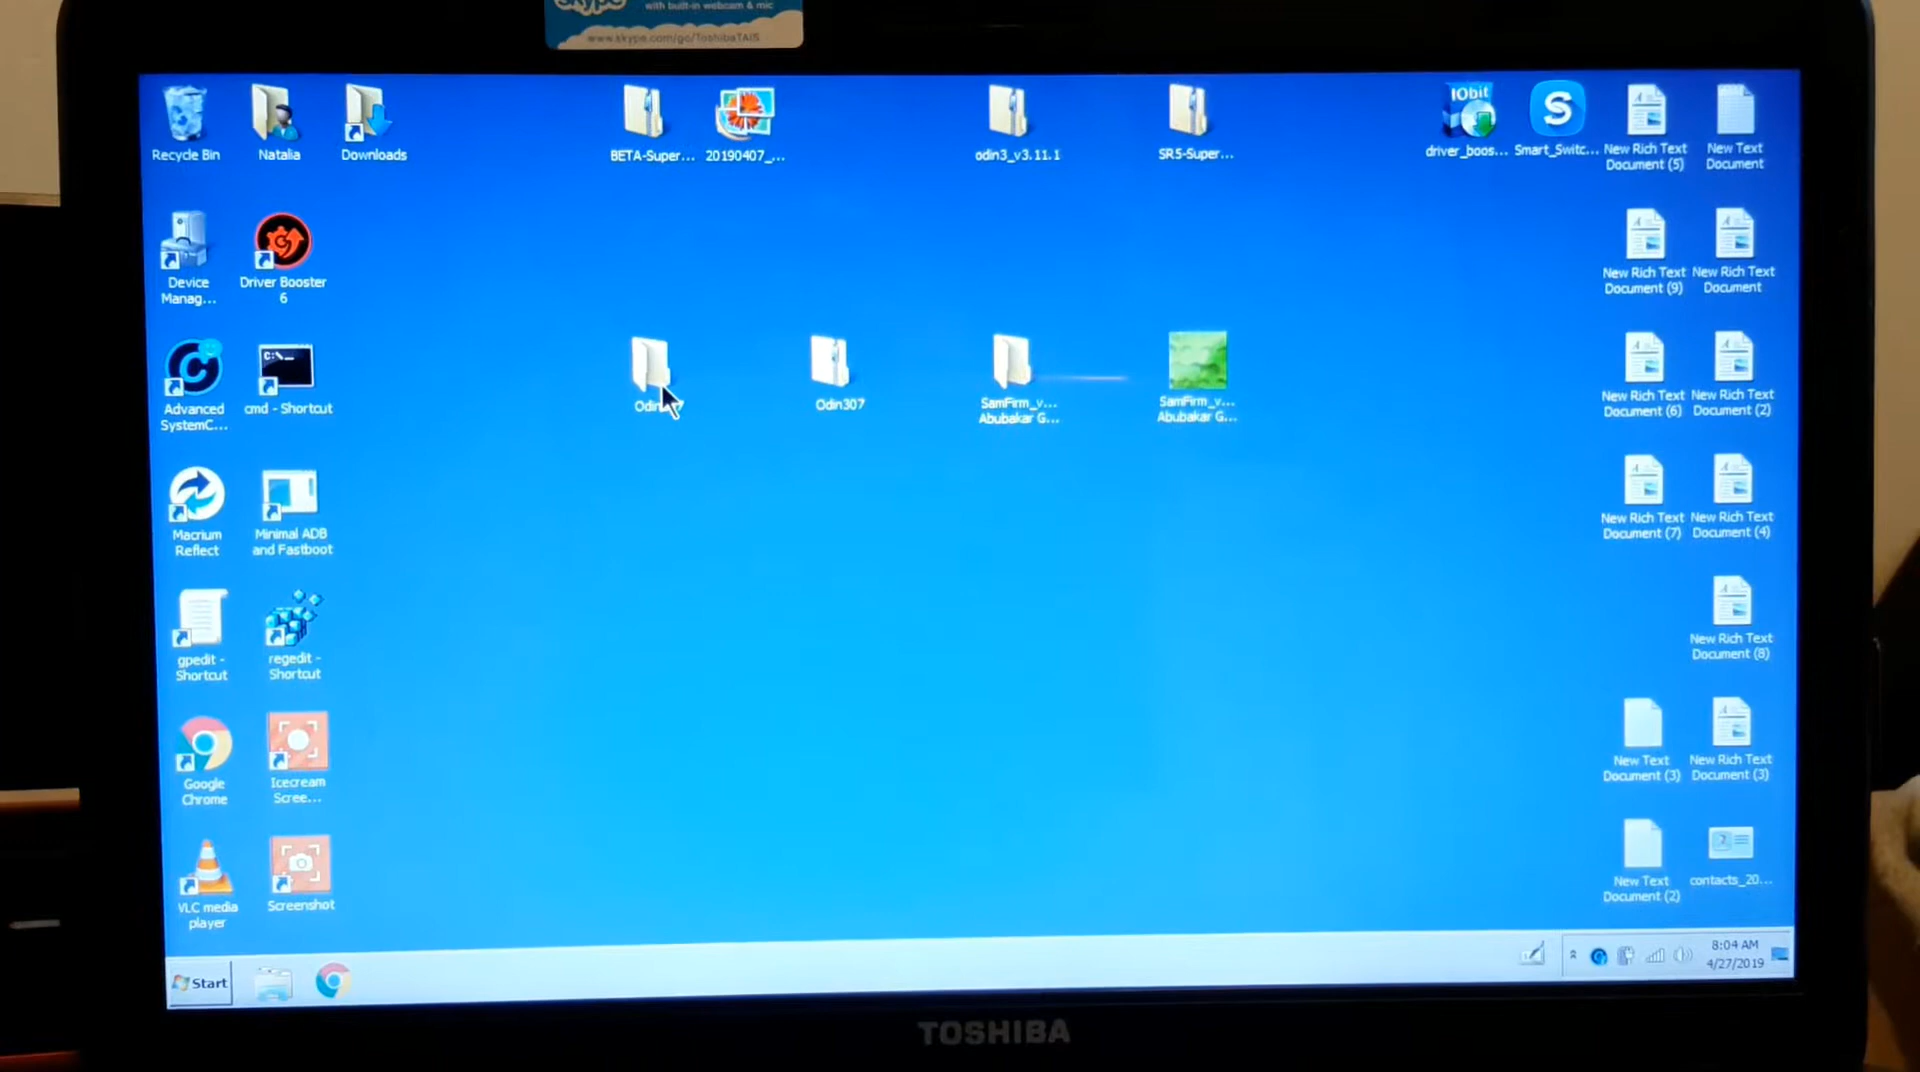 with built-in webcam & mic
www.skype.com/go/ToshibaTAIS
Recycle Bin
Natalia
Downloads
BETA-Super...
20190407_...
odin3_v3.11.1
SR5-Super...
IObit
driver_boos...
S
Smart_Switc...
New Rich Text
Document (5)
New Text
Document
Device
Manag...
Driver Booster
6
New Rich Text
Document (9)
New Rich Text
Document
Advanced
SystemC...
C:\_
cmd - Shortcut
Odin307
SamFirm_v...
Abubakar G...
SamFirm_v...
Abubakar G...
New Rich Text
Document (6)
New Rich Text
Document (2)
Macrium
Reflect
Minimal ADB
and Fastboot
New Rich Text
Document (7)
New Rich Text
Document (4)
gpedit -
Shortcut
regedit -
Shortcut
New Rich Text
Document (8)
Google
Chrome
Icecream
Scree...
New Text
Document (3)
New Rich Text
Document (3)
VLC media
player
Screenshot
New Text
Document (2)
contacts_20...
Start
8:04 AM
4/27/2019
TOSHIBA